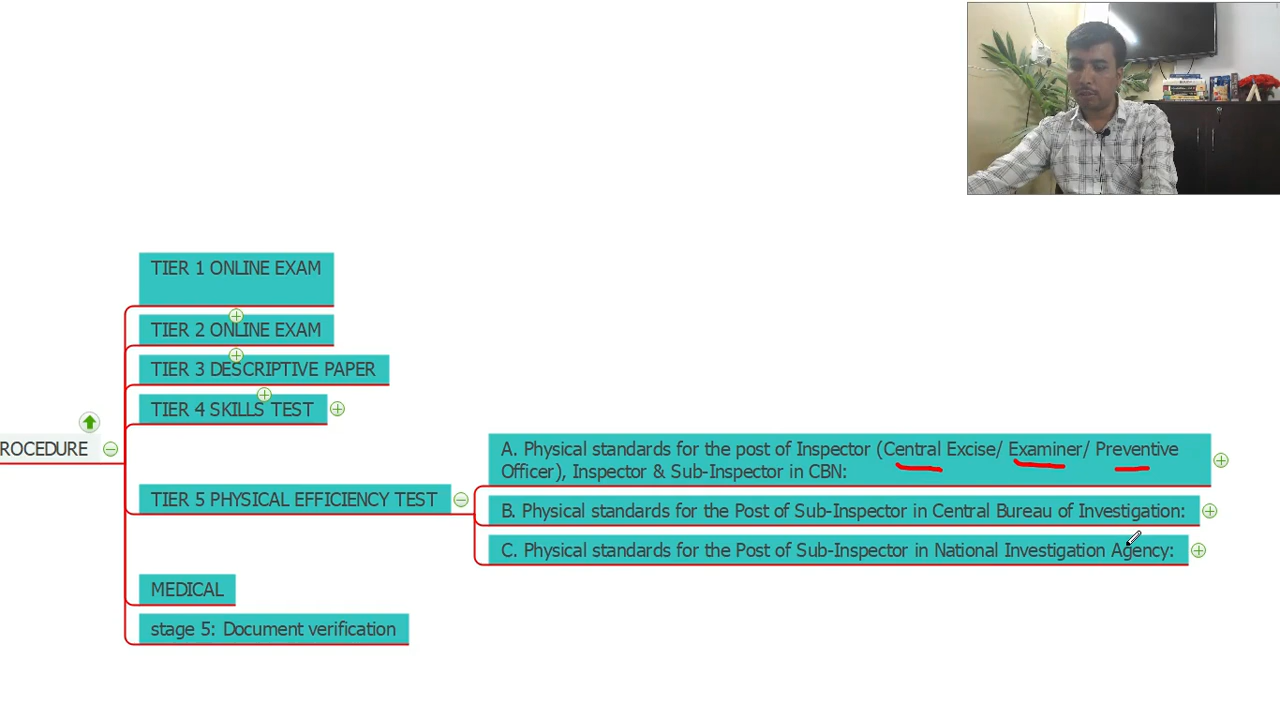 TIER 1 ONLINE EXAM
TIER 2 ONLINE EXAM
TIER 3 DESCRIPTIVE PAPER
TIER 4 SKILLS TEST
ROCEDURE
A. Physical standards for the post of Inspector (Central Excise/ Examiner/ Preventive
Officer), Inspector & Sub-Inspector in CBN:
TIER 5 PHYSICAL EFFICIENCY TEST
B. Physical standards for the Post of Sub-Inspector in Central Bureau of Investigation:
C. Physical standards for the Post of Sub-Inspector in National Investigation Agency:
MEDICAL
stage 5: Document verification